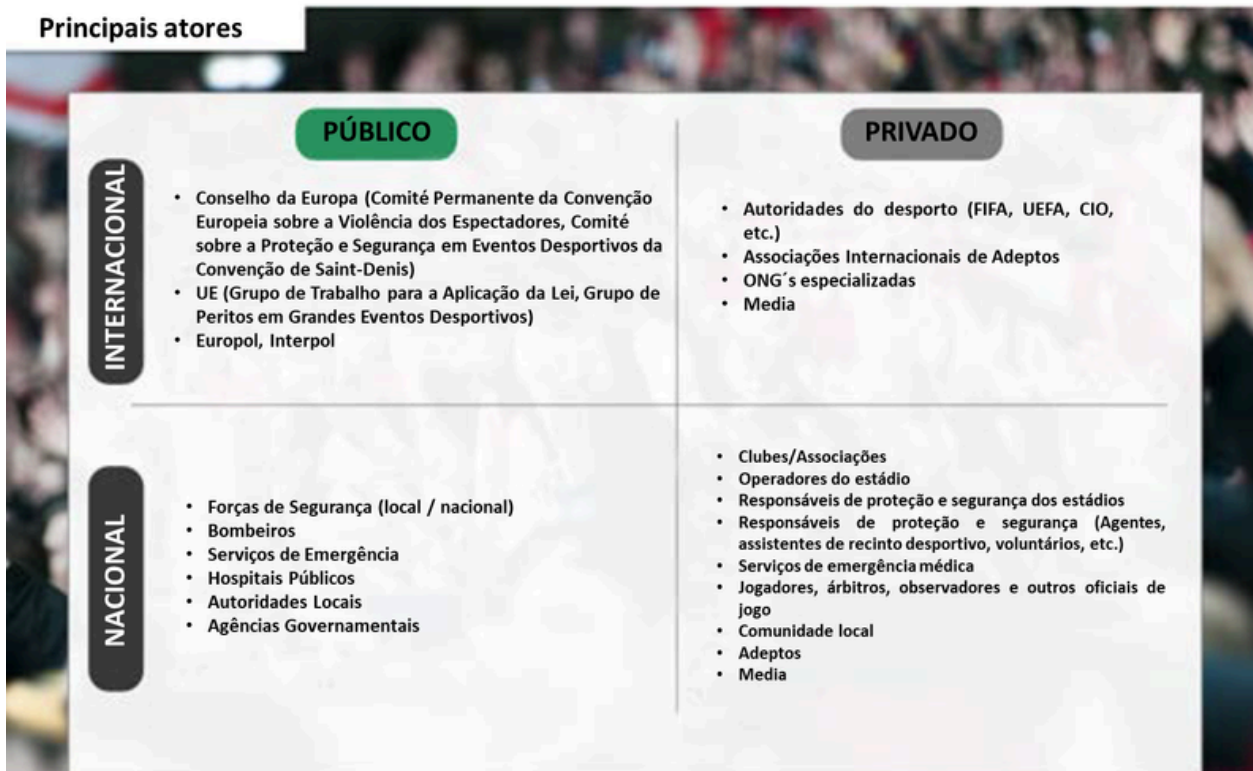 Principais atores
PÚBLICO
PRIVADO
INTERNACIONAL
• Conselho da Europa (Comité Permanente da Convenção
Europeia sobre a Violência dos Espectadores, Comité
sobre a Proteção e Segurança em Eventos Desportivos da
Convenção de Saint-Denis)
• UE (Grupo de Trabalho para a Aplicação da Lei, Grupo de
Peritos em Grandes Eventos Desportivos)
• Europol, Interpol
• Autoridades do desporto (FIFA, UEFA, CIO,
etc.)
• Associações Internacionais de Adeptos
• ONG´s especializadas
• Media
NACIONAL
• Forças de Segurança (local / nacional)
• Bombeiros
• Serviços de Emergência
• Hospitais Públicos
• Autoridades Locais
• Agências Governamentais
• Clubes/Associações
• Operadores do estádio
• Responsáveis de proteção e segurança dos estádios
• Responsáveis de proteção e segurança (Agentes,
assistentes de recinto desportivo, voluntários, etc.)
• Serviços de emergência médica
• Jogadores, árbitros, observadores e outros oficiais de
jogo
• Comunidade local
• Adeptos
• Media